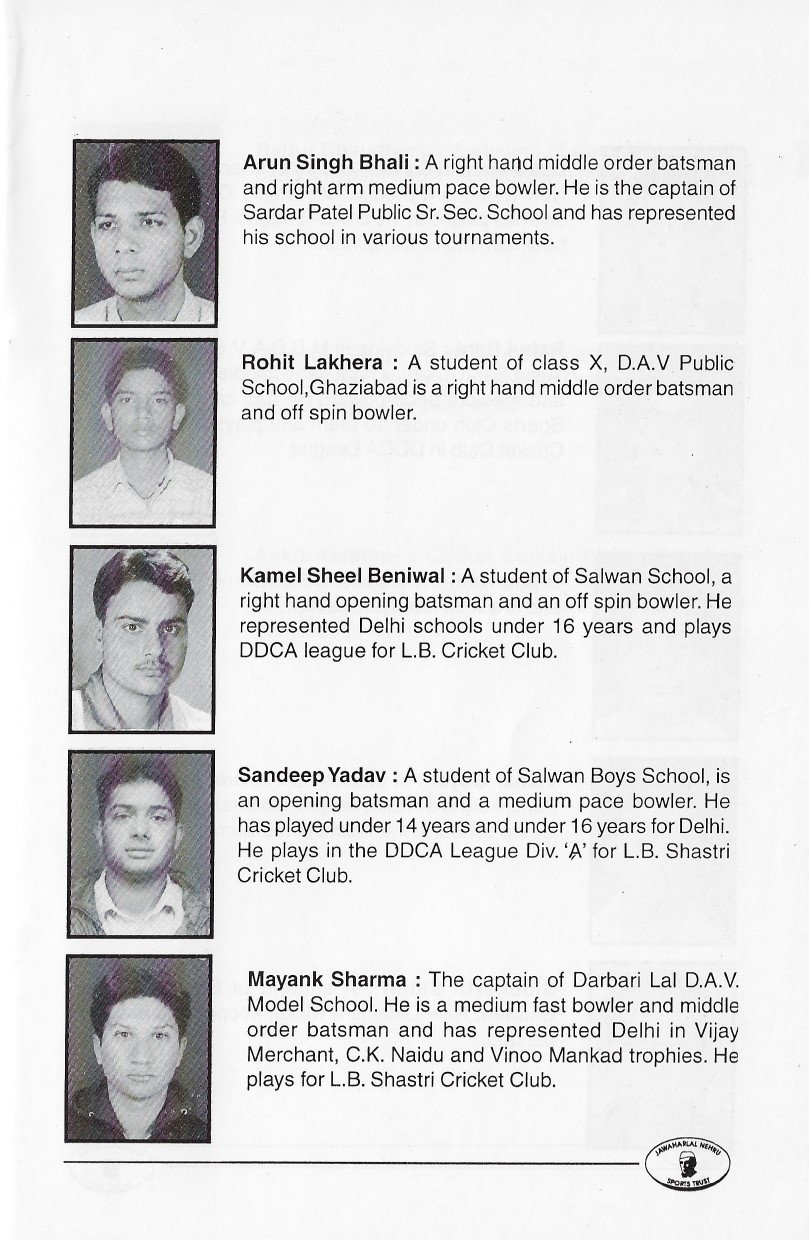 Arun Singh Bhali : A right hand middle order batsman
and right arm medium pace bowler. He is the captain of
Sardar Patel Public Sr. Sec. School and has represented
his school in various tournaments.
Rohit Lakhera : A student of class X, D.A.V Public
School,Ghaziabad is a right hand middle order batsman
and off spin bowler.
Kamel Sheel Beniwal : A student of Salwan School, a
right hand opening batsman and an off spin bowler. He
represented Delhi schools under 16 years and plays
DDCA league for L.B. Cricket Club.
Sandeep Yadav : A student of Salwan Boys School, is
an opening batsman and a medium pace bowler. He
has played under 14 years and under 16 years for Delhi.
He plays in the DDCA League Div. ‘A’ for L.B. Shastri
Cricket Club.
Mayank Sharma : The captain of Darbari Lal D.A.V.
Model School. He is a medium fast bowler and middle
order batsman and has represented Delhi in Vijay
Merchant, C.K. Naidu and Vinoo Mankad trophies. He
plays for L.B. Shastri Cricket Club.
JAWAHARLAL NEHRU
SPORTS TRUST